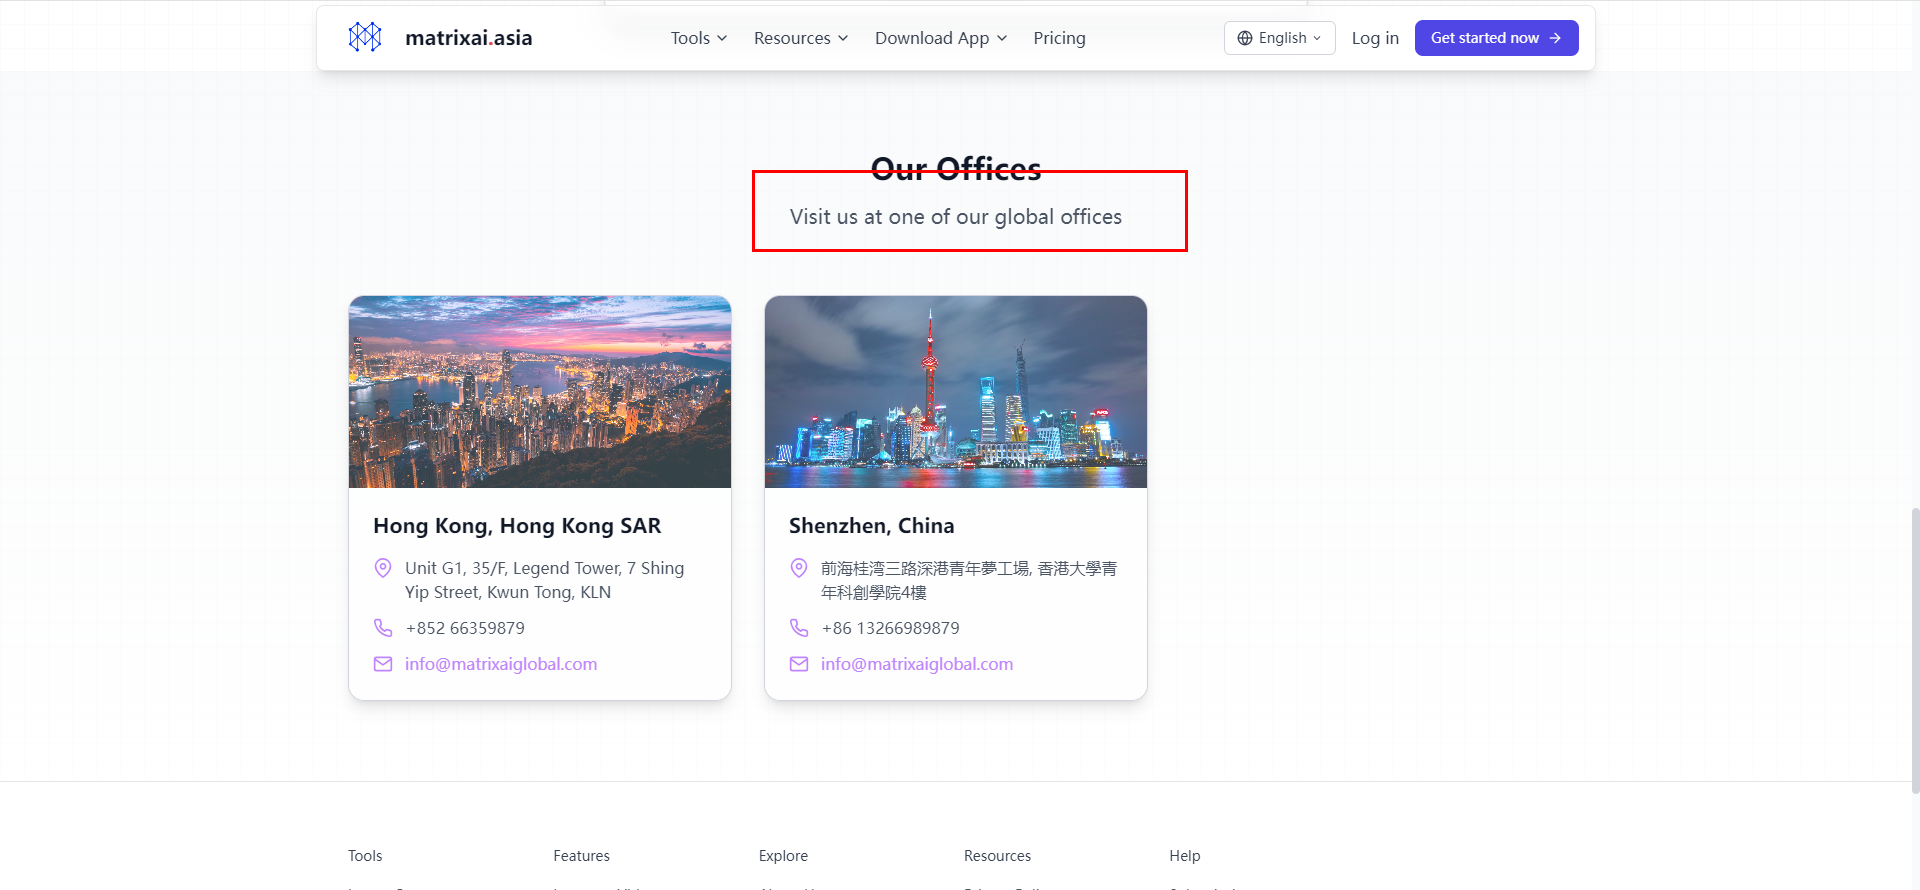 matrixai.asia
Tools
Resources
Download App
Pricing
English
Log in
Get started now
Our Offices
Visit us at one of our global offices
Hong Kong, Hong Kong SAR
Unit G1, 35/F, Legend Tower, 7 Shing
Yip Street, Kwun Tong, KLN
+852 66359879
info@matrixaiglobal.com
Shenzhen, China
前海桂湾三路深港青年夢工場, 香港大學青
年科創學院4樓
+86 13266989879
info@matrixaiglobal.com
Tools
Features
Explore
Resources
Help